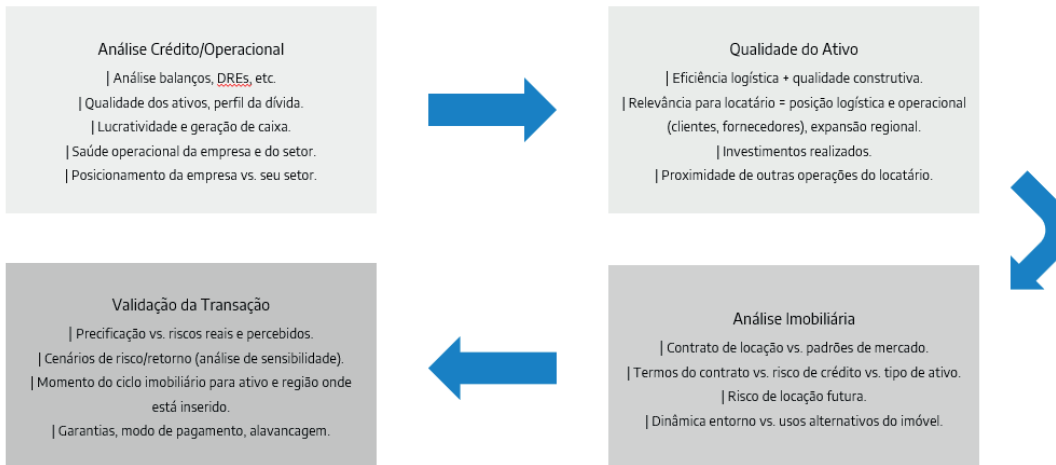 Análise Crédito/Operacional
| Análise balanços, DREs, etc.
| Qualidade dos ativos, perfil da dívida.
| Lucratividade e geração de caixa.
| Saúde operacional da empresa e do setor.
| Posicionamento da empresa vs. seu setor.
Qualidade do Ativo
| Eficiência logística + qualidade construtiva.
| Relevância para locatário = posição logística e operacional
(clientes, fornecedores), expansão regional.
| Investimentos realizados.
| Proximidade de outras operações do locatário.
Análise Imobiliária
| Contrato de locação vs. padrões de mercado.
| Termos do contrato vs. risco de crédito vs. tipo de ativo.
| Risco de locação futura.
| Dinâmica entorno vs. usos alternativos do imóvel.
Validação da Transação
| Precificação vs. riscos reais e percebidos.
| Cenários de risco/retorno (análise de sensibilidade).
| Momento do ciclo imobiliário para ativo e região onde
está inserido.
| Garantias, modo de pagamento, alavancagem.